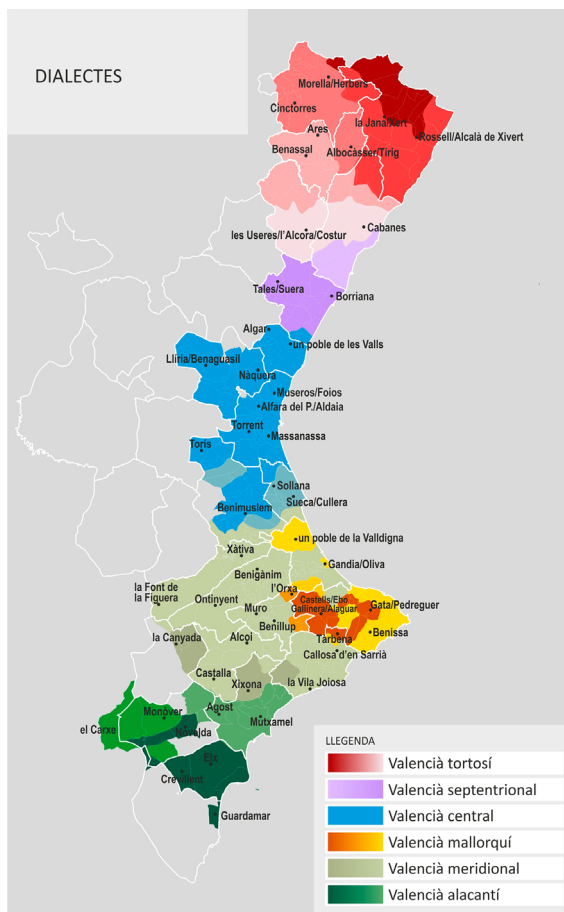 DIALECTES
Morella/Herbers
Cinctorres
la Jana/Xert
Ares
Rossell/Alcalà de Xivert
Benassal
Albocàsser/Tírig
Cabanes
les Useres/l'Alcora/Costur
Tales/Suera
Borriana
Algar
un poble de les Valls
Llíria/Benaguasil
Nàquera
Museros/Foios
Alfara del P./Aldaia
Torrent
Massanassa
Toris
Sollana
Sueca/Cullera
Benimuslem
un poble de la Valldigna
Xàtiva
Gandia/Oliva
Benigànim
la Font de
la Figuera
l'Orxa
Ontinyent
Castells/Ebo
Gallinera/Alaguar
Gata/Pedreguer
Muro
Benillup
Benissa
la Canyada
Alcoi
Tàrbena
Callosa d'en Sarrià
Castalla
Xixona
la Vila Joiosa
Monòver
Agost
el Carxe
Mutxamel
Novelda
Elx
Crevillent
Guardamar
LLEGENDA
Valencià tortosí
Valencià septentrional
Valencià central
Valencià mallorquí
Valencià meridional
Valencià alacantí